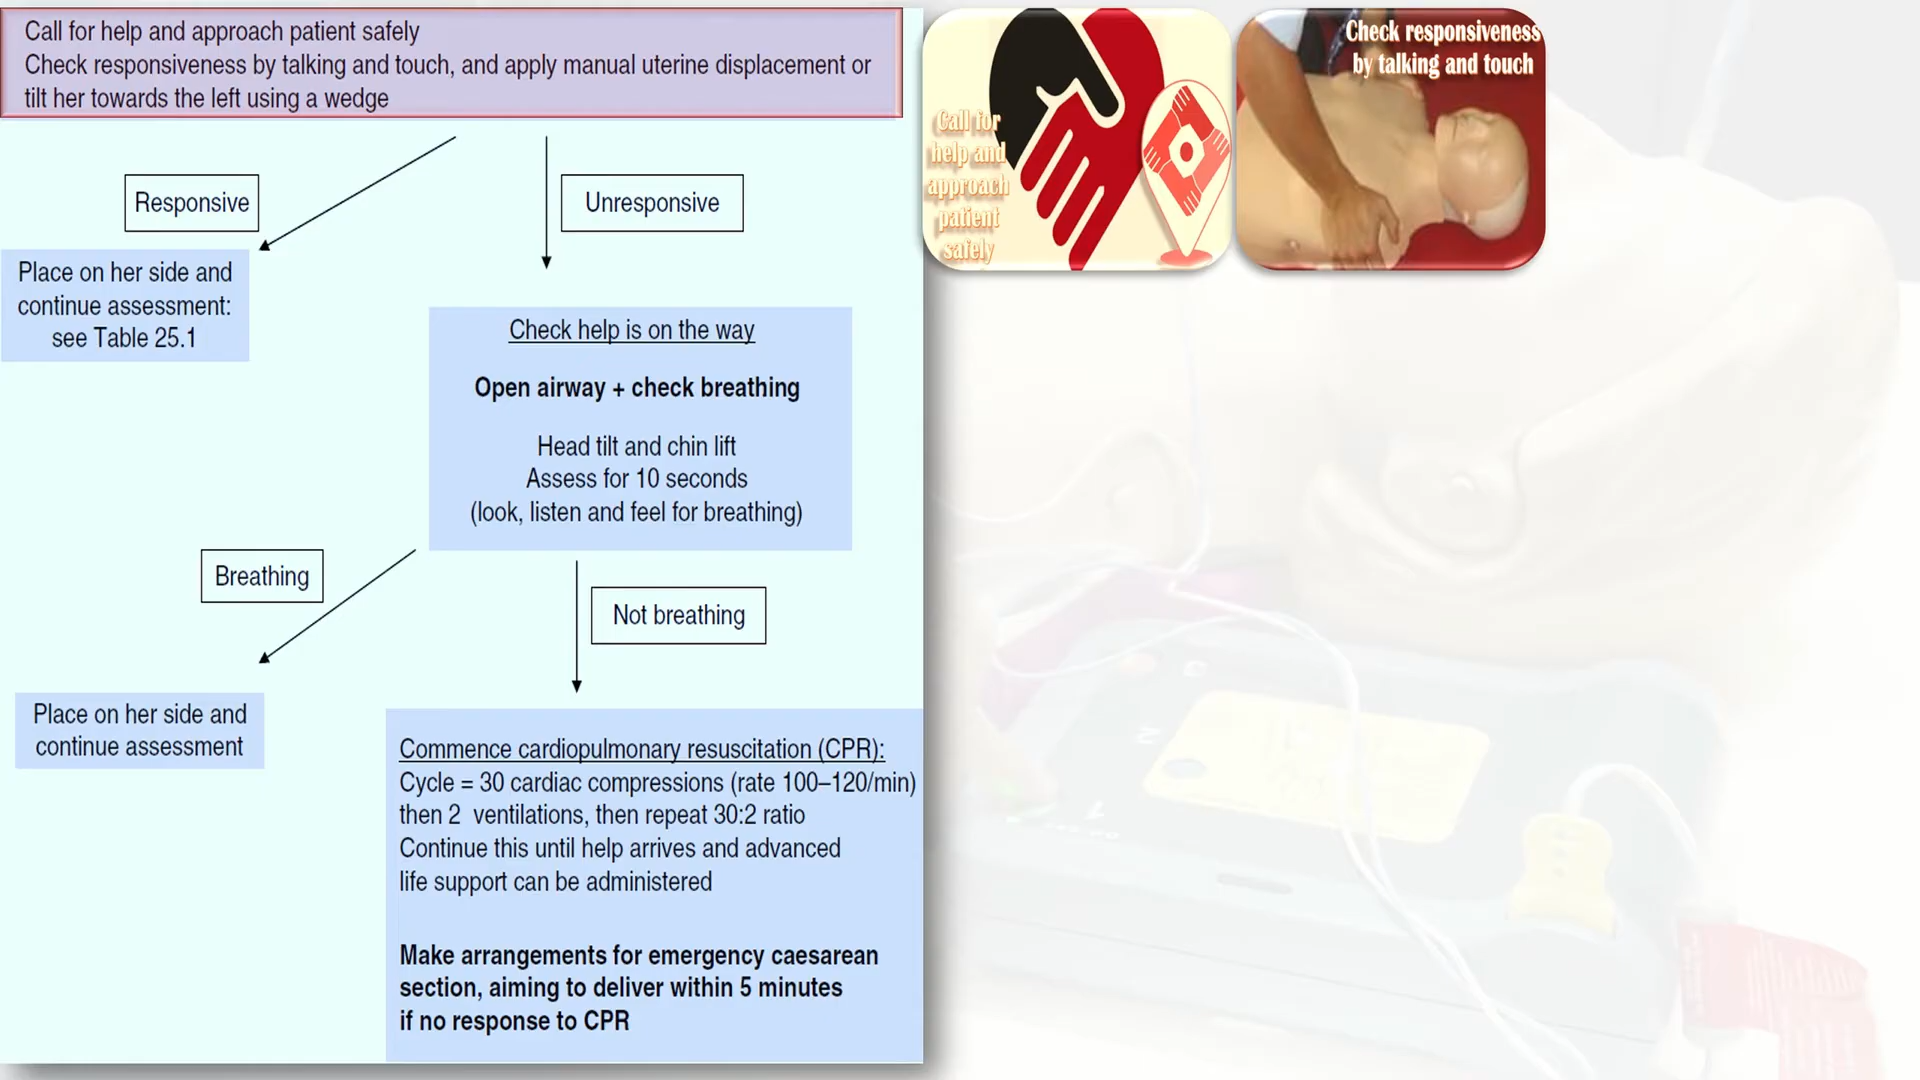 Call for help and approach patient safely
Check responsiveness by talking and touch, and apply manual uterine displacement or
tilt her towards the left using a wedge
Responsive
Unresponsive
Place on her side and
continue assessment:
see Table 25.1
Check help is on the way
Open airway + check breathing
Head tilt and chin lift
Assess for 10 seconds
(look, listen and feel for breathing)
Breathing
Not breathing
Place on her side and
continue assessment
Commence cardiopulmonary resuscitation (CPR):
Cycle = 30 cardiac compressions (rate 100–120/min)
then 2 ventilations, then repeat 30:2 ratio
Continue this until help arrives and advanced
life support can be administered
Make arrangements for emergency caesarean
section, aiming to deliver within 5 minutes
if no response to CPR
Call for
help and
approach
patient
safely
Check responsiveness
by talking and touch